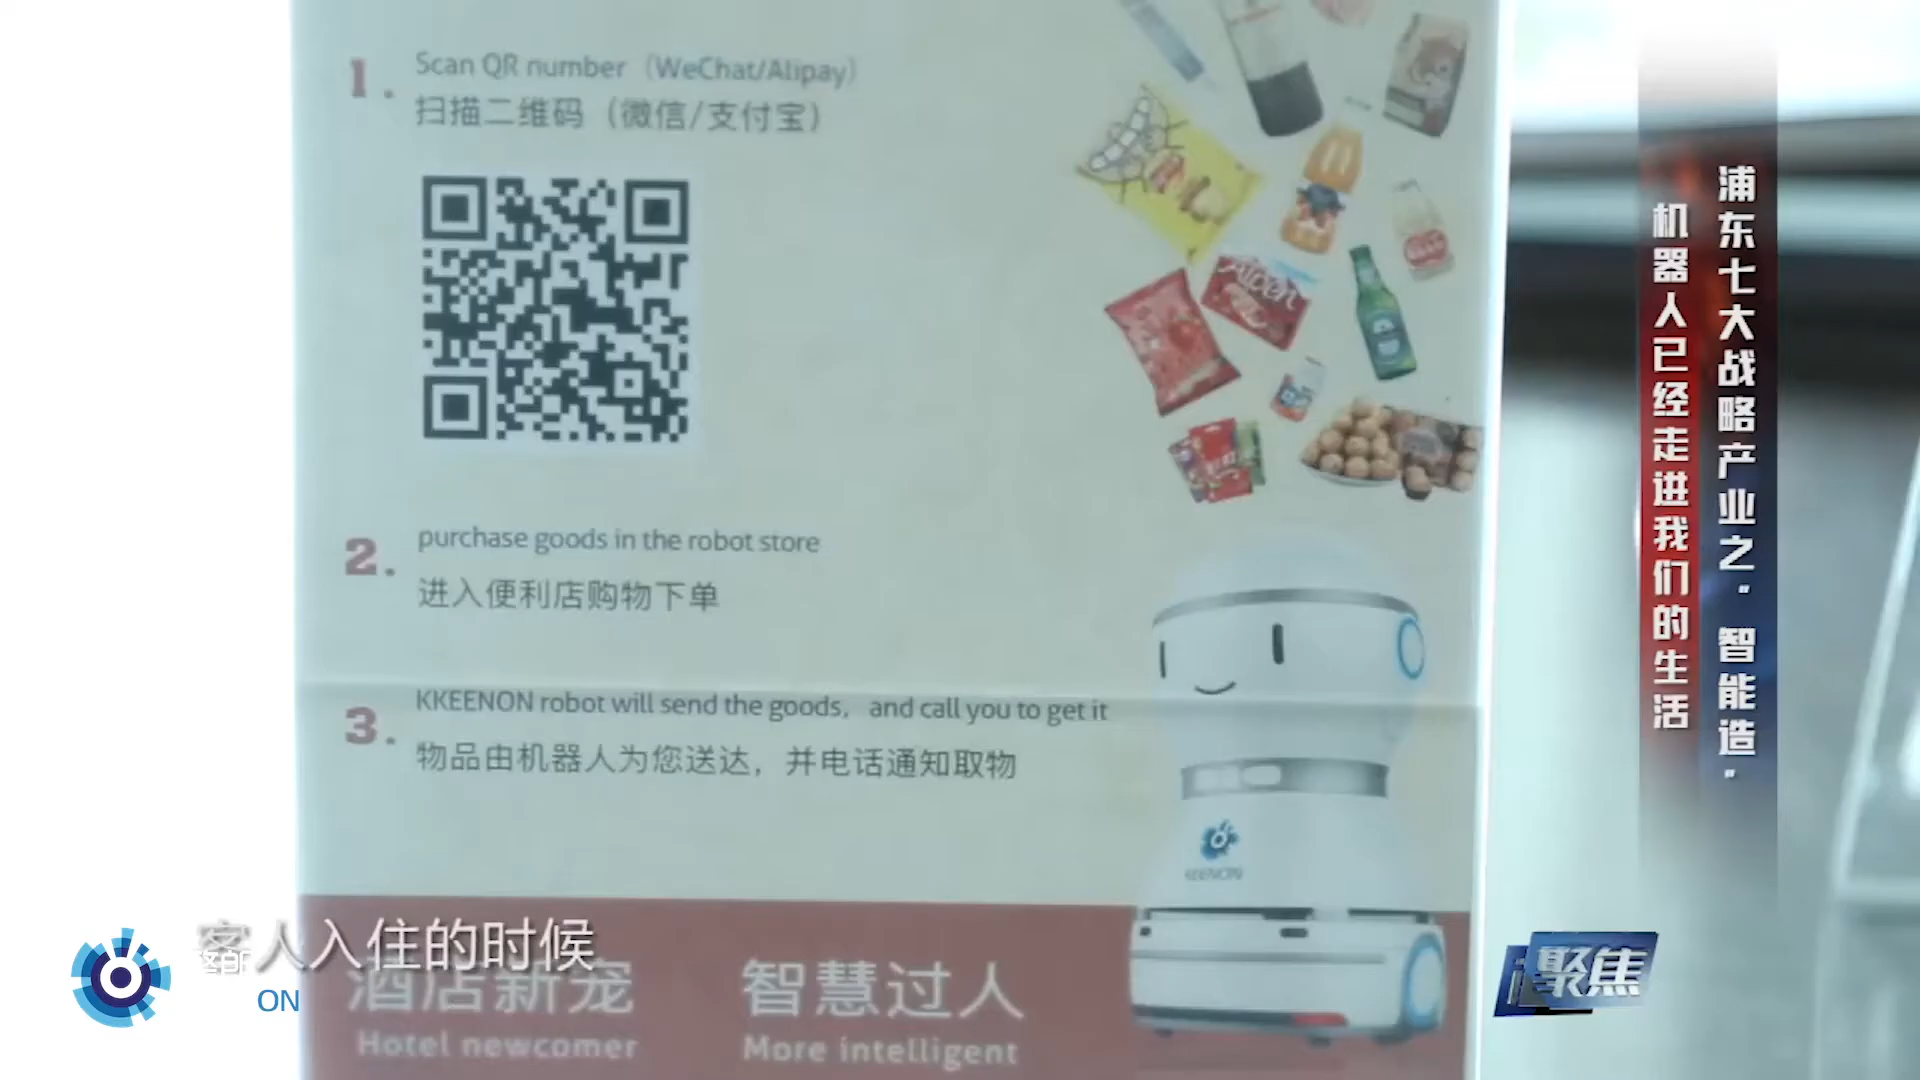 1.
Scan QR number（WeChat/Alipay）
扫描二维码（微信/支付宝）
2.
purchase goods in the robot store
进入便利店购物下单
3.
KKEENON robot will send the goods, and call you to get it
物品由机器人为您送达，并电话通知取物
KEENON
酒店新宠
Hotel newcomer
智慧过人
More intelligent
浦东七大战略产业之"智能造"
机器人已经走进我们的生活
客人入住的时候
ON
聚焦